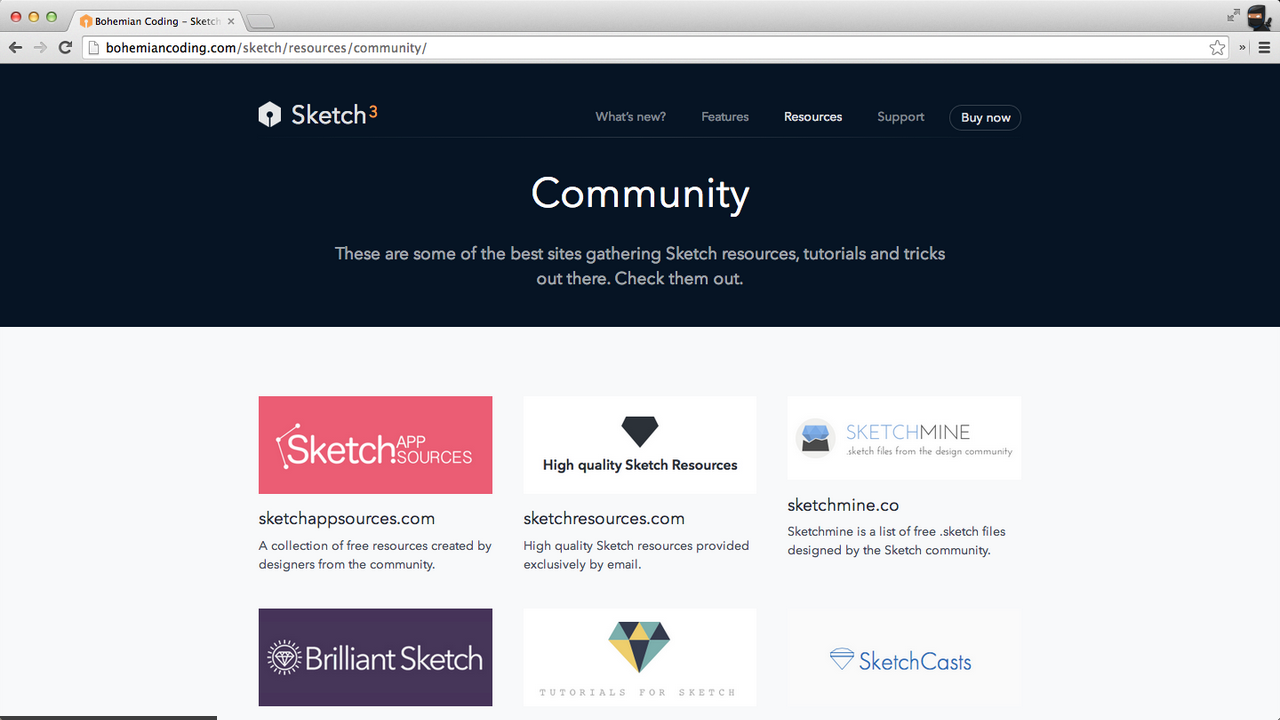 Bohemian Coding – Sketch
bohemiancoding.com/sketch/resources/community/
Sketch 3
What's new?
Features
Resources
Support
Buy now
Community
These are some of the best sites gathering Sketch resources, tutorials and tricks
out there. Check them out.
Sketch APP
SOURCES
High quality Sketch Resources
SKETCHMINE
.sketch files from the design community
sketchappsources.com
A collection of free resources created by
designers from the community.
sketchresources.com
High quality Sketch resources provided
exclusively by email.
sketchmine.co
Sketchmine is a list of free .sketch files
designed by the Sketch community.
Brilliant Sketch
TUTORIALS FOR SKETCH
SketchCasts